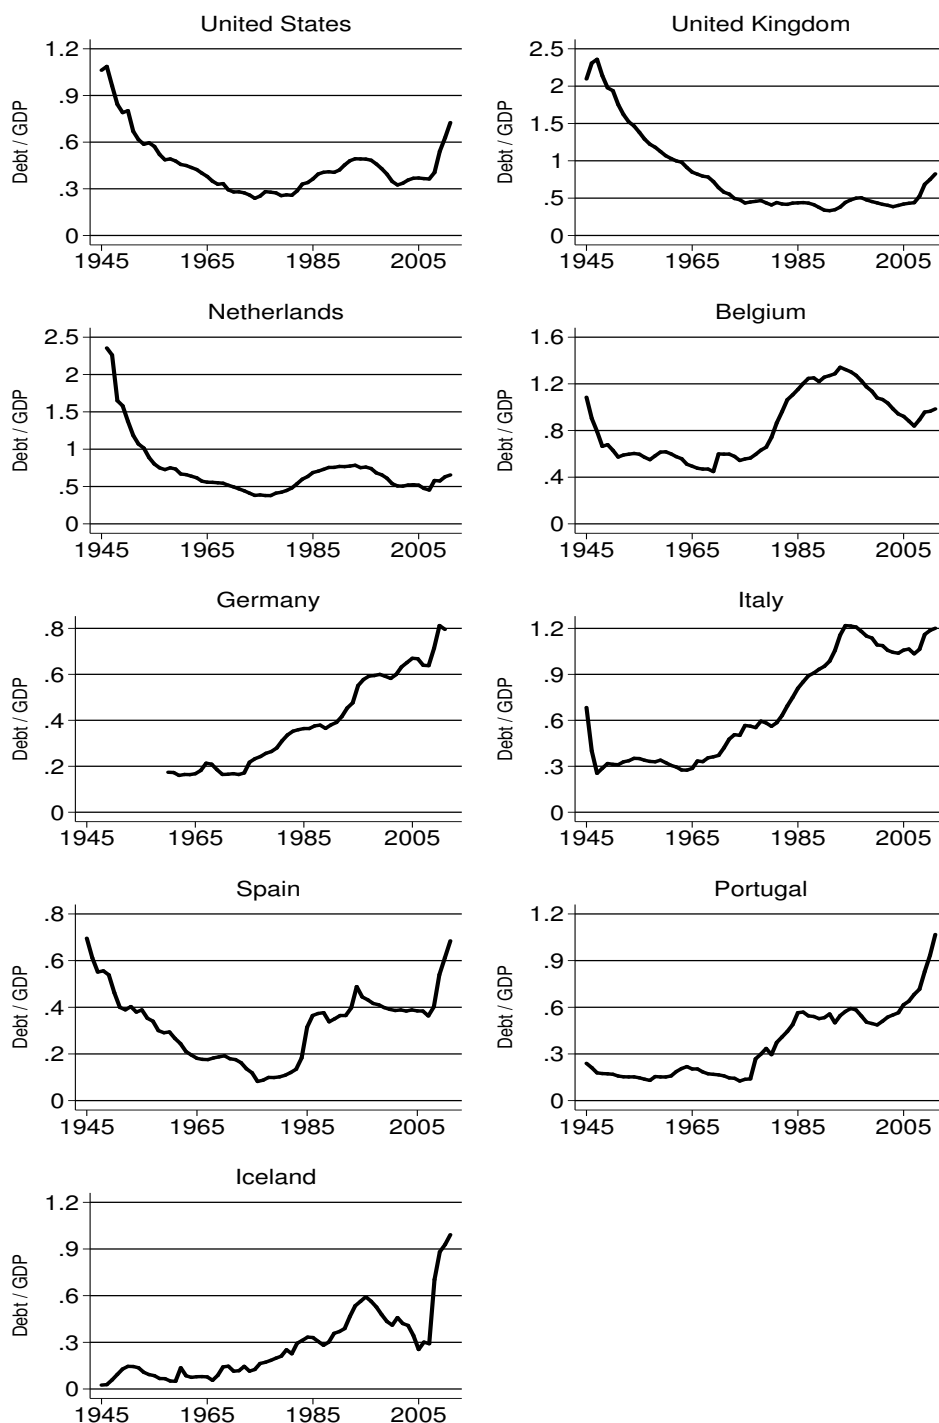 United States
Debt / GDP
1.2
.9
.6
.3
0
1945 1965 1985 2005
United Kingdom
Debt / GDP
2.5
2
1.5
1
.5
0
1945 1965 1985 2005
Netherlands
Debt / GDP
2.5
2
1.5
1
.5
0
1945 1965 1985 2005
Belgium
Debt / GDP
1.6
1.2
.8
.4
0
1945 1965 1985 2005
Germany
Debt / GDP
.8
.6
.4
.2
0
1945 1965 1985 2005
Italy
Debt / GDP
1.2
.9
.6
.3
0
1945 1965 1985 2005
Spain
Debt / GDP
.8
.6
.4
.2
0
1945 1965 1985 2005
Portugal
Debt / GDP
1.2
.9
.6
.3
0
1945 1965 1985 2005
Iceland
Debt / GDP
1.2
.9
.6
.3
0
1945 1965 1985 2005